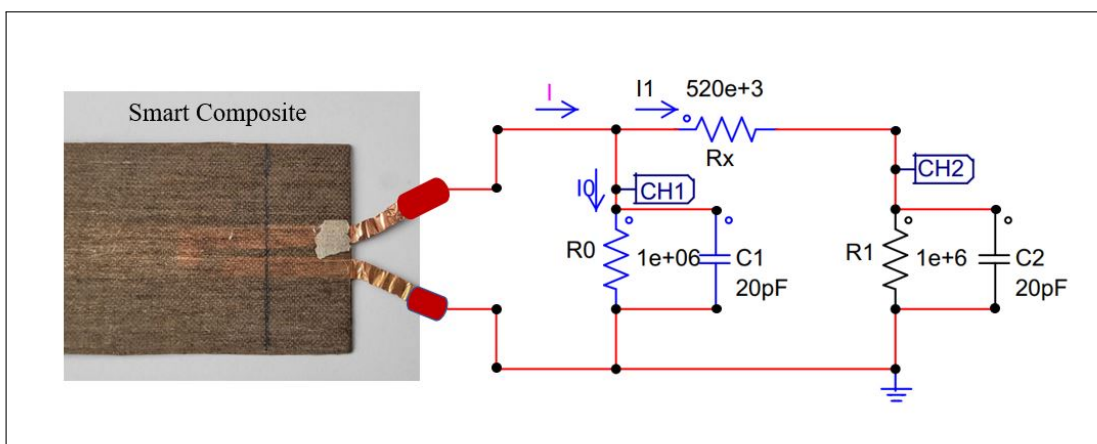 Smart Composite
I
I1
520e+3
Rx
I0
CH1
CH2
R0
1e+06
C1
20pF
R1
1e+6
C2
20pF